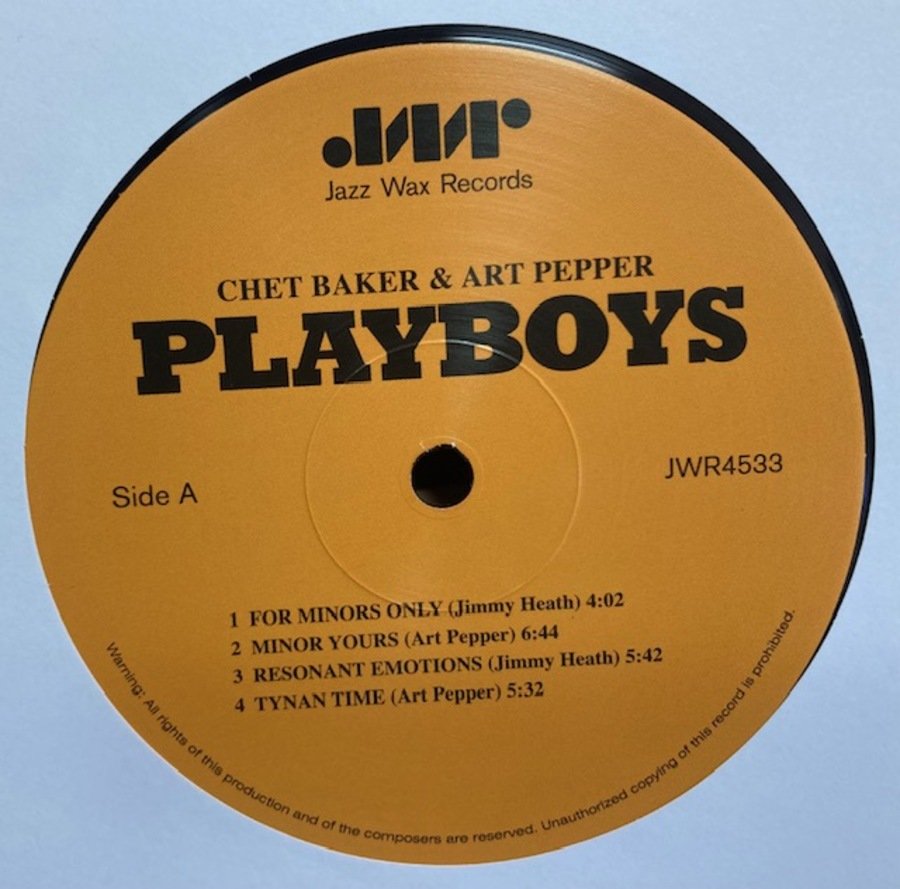 JWR
Jazz Wax Records
CHET BAKER & ART PEPPER
PLAYBOYS
Side A
JWR4533
1 FOR MINORS ONLY (Jimmy Heath) 4:02
2 MINOR YOURS (Art Pepper) 6:44
3 RESONANT EMOTIONS (Jimmy Heath) 5:42
4 TYNAN TIME (Art Pepper) 5:32
Warning: All rights of this production and of the composers are reserved. Unauthorized copying of this record is prohibited.